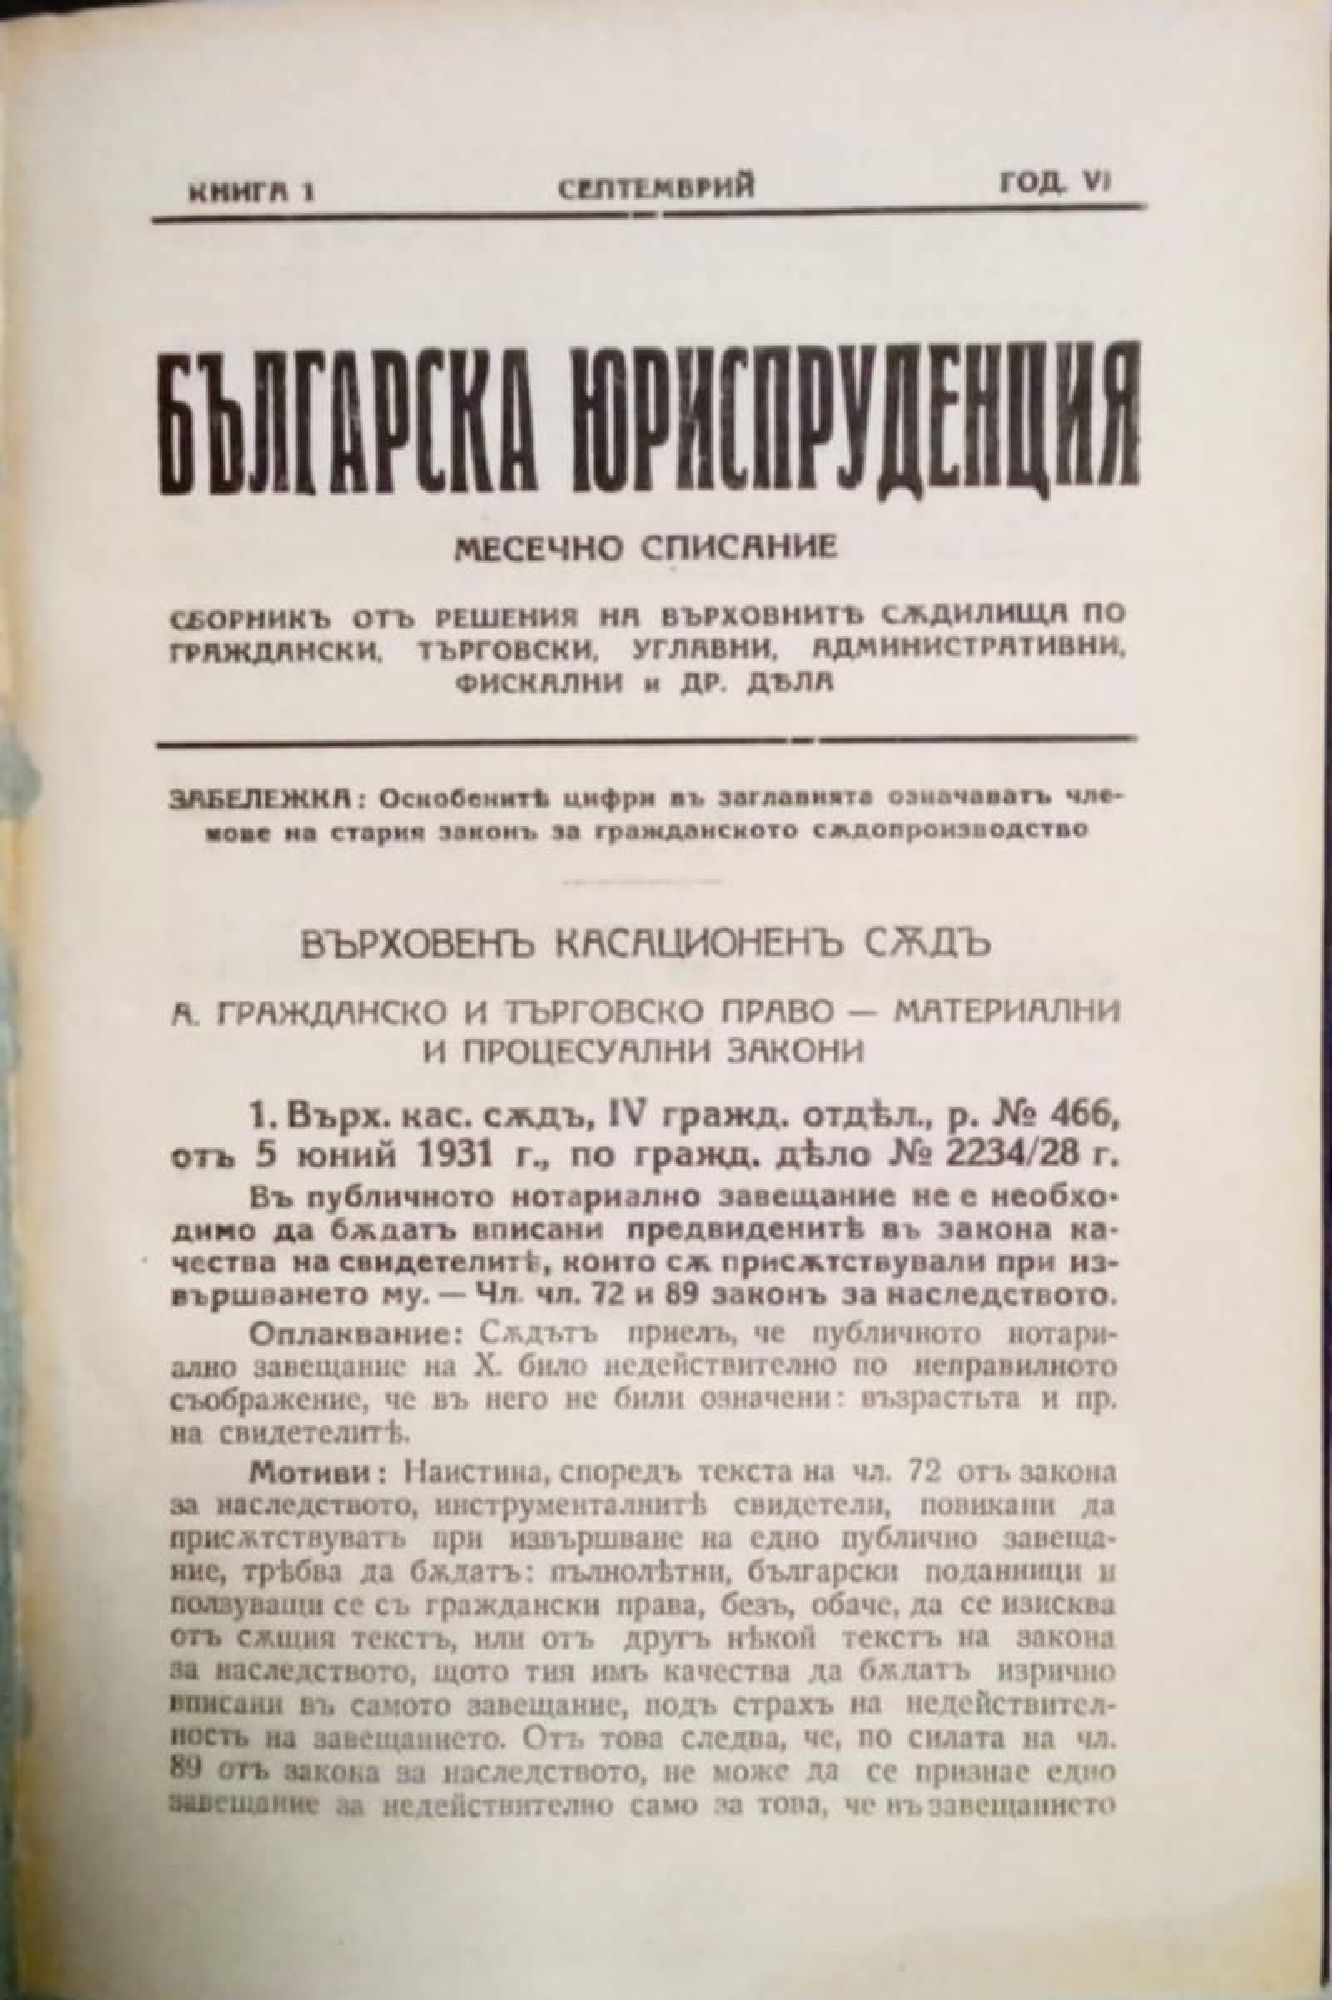 КНИГА 1 СЕПТЕМВРИЙ ГОД. VI
БЪЛГАРСКА ЮРИСПРУДЕНЦИЯ
МЕСЕЧНО СПИСАНИЕ
СБОРНИКЪ ОТЪ РЕШЕНИЯ НА ВЪРХОВНИТѢ СѪДИЛИЩА ПО
ГРАЖДАНСКИ, ТЪРГОВСКИ, УГЛАВНИ, АДМИНИСТРАТИВНИ,
ФИСКАЛНИ и ДР. ДѢЛА
ЗАБЕЛЕЖКА: Оскобенитѣ цифри въ заглавията означаватъ чле-
нове на стария законъ за гражданското сѫдопроизводство
ВЪРХОВЕНЪ КАСАЦИОНЕНЪ СѪДЪ
А. ГРАЖДАНСКО И ТЪРГОВСКО ПРАВО — МАТЕРИАЛНИ
И ПРОЦЕСУАЛНИ ЗАКОНИ
1. Върх. кас. сѫдъ, IV гражд. отдѣл., р. № 466,
отъ 5 юний 1931 г., по гражд. дѣло № 2234/28 г.
Въ публичното нотариално завещание не е необхо-
димо да бѫдатъ вписани предвиденитѣ въ закона ка-
чества на свидетелитѣ, които сѫ присѫтствували при из-
вършването му. — Чл. чл. 72 и 89 законъ за наследството.
Оплаквание: Сѫдътъ приелъ, че публичното нотари-
ално завещание на X. било недействително по неправилното
съображение, че въ него не били означени: възрастьта и пр.
на свидетелитѣ.
Мотиви: Наистина, споредъ текста на чл. 72 отъ закона
за наследството, инструменталнитѣ свидетели, повикани да
присѫтствуватъ при извършване на едно публично завеща-
ние, трѣбва да бѫдатъ: пълнолѣтни, български поданници и
ползуващи се съ граждански права, безъ, обаче, да се изисква
отъ сѫщия текстъ, или отъ другъ нѣкой текстъ на закона
за наследството, щото тия имъ качества да бѫдатъ изрично
вписани въ самото завещание, подъ страхъ на недействител-
ность на завещанието. Отъ това следва, че, по силата на чл.
89 отъ закона за наследството, не може да се признае едно
завещание за недействително само за това, че въ завещанието